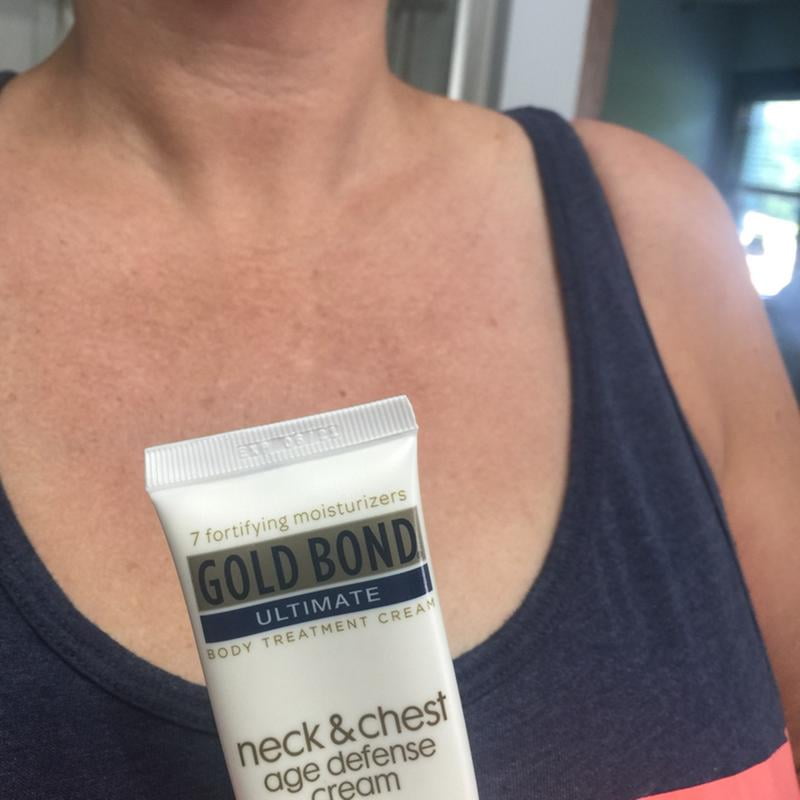 7 fortifying moisturizers
GOLD BOND
ULTIMATE
BODY TREATMENT CREAM
neck & chest
age defense
cream